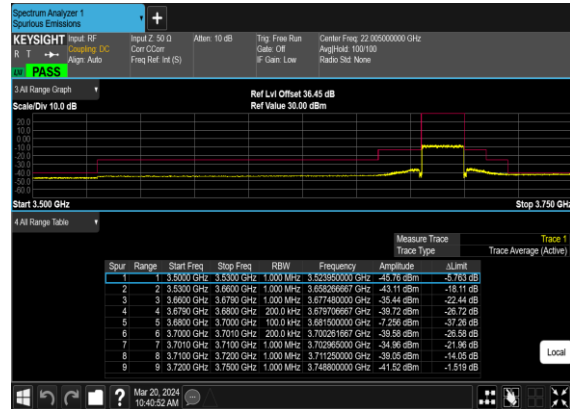 Spectrum Analyzer 1
Spurious Emissions
KEYSIGHT Input: RF Input Z: 50 Ω Atten: 10 dB Trig: Free Run Center Freq: 22.005000000 GHz
R T Coupling: DC Corr CCorr Gate: Off Avg|Hold: 100/100
Align: Auto Freq Ref: Int (S) IF Gain: Low Radio Std: None
PASS
3 All Range Graph
Ref Lvl Offset 36.45 dB
Scale/Div 10.0 dB Ref Value 30.00 dBm
20.0
10.0
0.00
-10.0
-20.0
-30.0
-40.0
-50.0
-60.0
Start 3.500 GHz Stop 3.750 GHz
4 All Range Table
Measure Trace Trace 1
Trace Type Trace Average (Active)
Spur Range Start Freq Stop Freq RBW Frequency Amplitude ΔLimit
1 1 3.5000 GHz 3.5300 GHz 1.000 MHz 3.523950000 GHz -45.76 dBm -5.763 dB
2 2 3.5300 GHz 3.6600 GHz 1.000 MHz 3.658266667 GHz -43.11 dBm -18.11 dB
3 3 3.6600 GHz 3.6790 GHz 1.000 MHz 3.677480000 GHz -35.44 dBm -22.44 dB
4 4 3.6790 GHz 3.6800 GHz 200.0 kHz 3.679706667 GHz -39.72 dBm -26.72 dB
5 5 3.6800 GHz 3.7000 GHz 100.0 kHz 3.681500000 GHz -7.256 dBm -37.26 dB
6 6 3.7000 GHz 3.7010 GHz 200.0 kHz 3.700261667 GHz -39.58 dBm -26.58 dB
7 7 3.7010 GHz 3.7100 GHz 1.000 MHz 3.702965000 GHz -34.96 dBm -21.96 dB
8 8 3.7100 GHz 3.7200 GHz 1.000 MHz 3.711250000 GHz -39.05 dBm -14.05 dB
9 9 3.7200 GHz 3.7500 GHz 1.000 MHz 3.748800000 GHz -41.52 dBm -1.519 dB
Local
Mar 20, 2024
10:40:52 AM